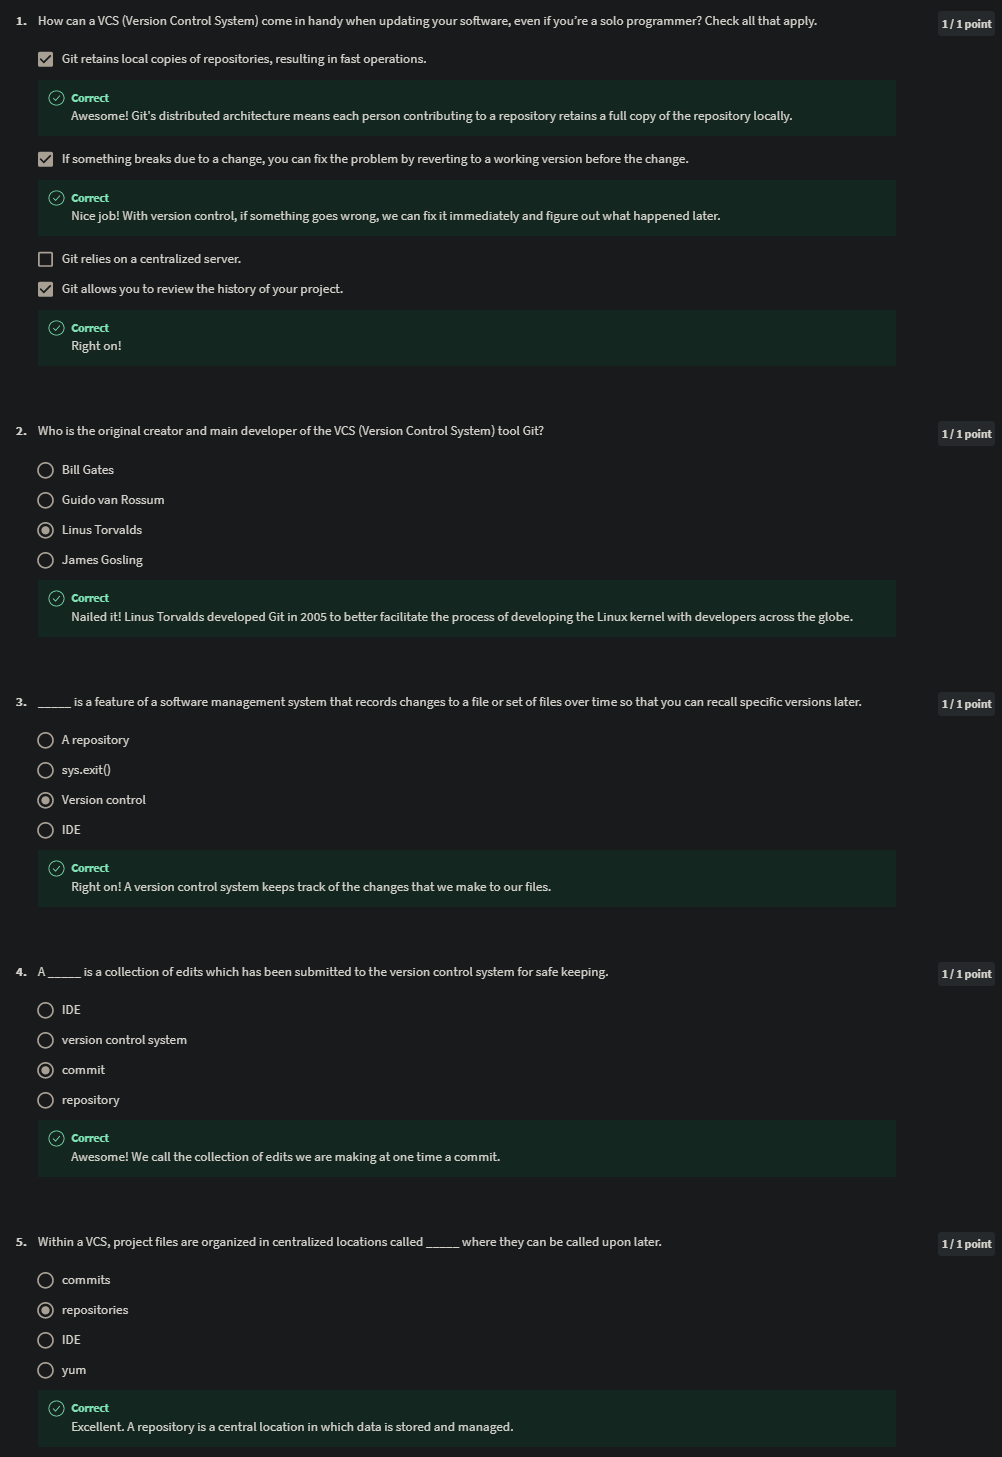 1. How can a VCS (Version Control System) come in handy when updating your software, even if you're a solo programmer? Check all that apply.
1 / 1 point
Git retains local copies of repositories, resulting in fast operations.
Correct
Awesome! Git's distributed architecture means each person contributing to a repository retains a full copy of the repository locally.
If something breaks due to a change, you can fix the problem by reverting to a working version before the change.
Correct
Nice job! With version control, if something goes wrong, we can fix it immediately and figure out what happened later.
Git relies on a centralized server.
Git allows you to review the history of your project.
Correct
Right on!
2. Who is the original creator and main developer of the VCS (Version Control System) tool Git?
1 / 1 point
Bill Gates
Guido van Rossum
Linus Torvalds
James Gosling
Correct
Nailed it! Linus Torvalds developed Git in 2005 to better facilitate the process of developing the Linux kernel with developers across the globe.
3. _____ is a feature of a software management system that records changes to a file or set of files over time so that you can recall specific versions later.
1 / 1 point
A repository
sys.exit()
Version control
IDE
Correct
Right on! A version control system keeps track of the changes that we make to our files.
4. A _____ is a collection of edits which has been submitted to the version control system for safe keeping.
1 / 1 point
IDE
version control system
commit
repository
Correct
Awesome! We call the collection of edits we are making at one time a commit.
5. Within a VCS, project files are organized in centralized locations called _____ where they can be called upon later.
1 / 1 point
commits
repositories
IDE
yum
Correct
Excellent. A repository is a central location in which data is stored and managed.